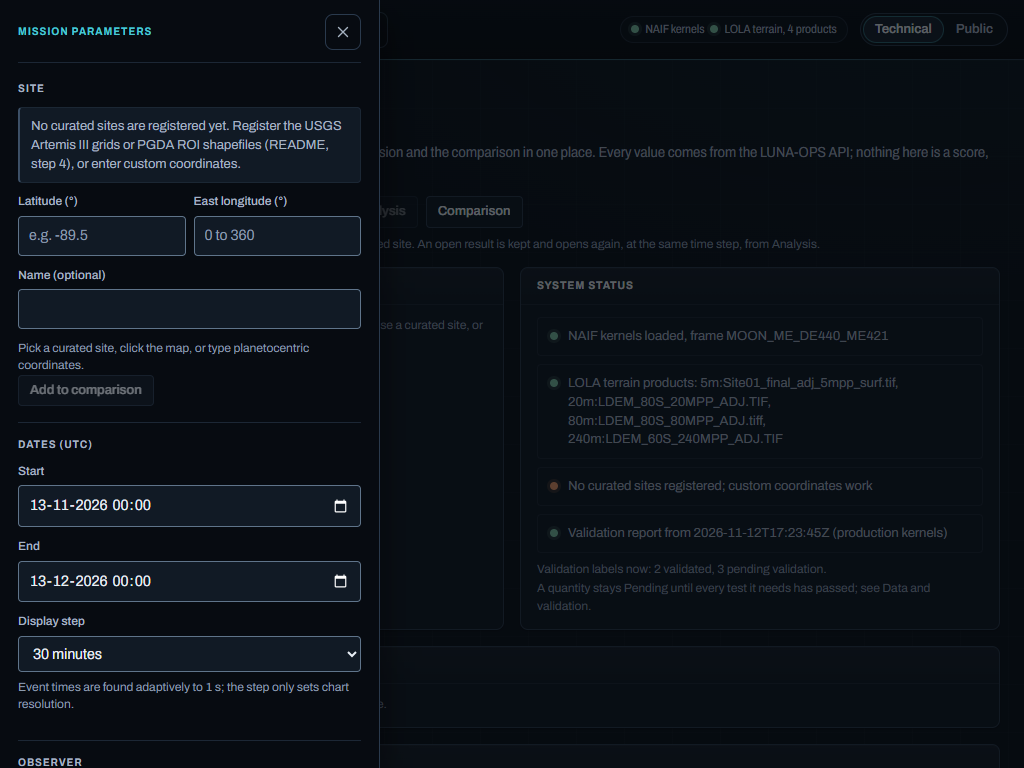 MISSION PARAMETERS
NAIF kernels
LOLA terrain, 4 products
Technical
Public
SITE
No curated sites are registered yet. Register the USGS
Artemis III grids or PGDA ROI shapefiles (README,
step 4), or enter custom coordinates.
Latitude (°)
East longitude (°)
e.g. -89.5
0 to 360
Name (optional)
Pick a curated site, click the map, or type planetocentric
coordinates.
Add to comparison
DATES (UTC)
Start
13-11-2026 00:00
End
13-12-2026 00:00
Display step
30 minutes
Event times are found adaptively to 1 s; the step only sets chart
resolution.
OBSERVER
and the comparison in one place. Every value comes from the LUNA-OPS API; nothing here is a score,
Comparison
site. An open result is kept and opens again, at the same time step, from Analysis.
a curated site, or
SYSTEM STATUS
NAIF kernels loaded, frame MOON_ME_DE440_ME421
LOLA terrain products: 5m:Site01_final_adj_5mpp_surf.tif,
20m:LDEM_80S_20MPP_ADJ.TIF,
80m:LDEM_80S_80MPP_ADJ.tiff,
240m:LDEM_60S_240MPP_ADJ.TIF
No curated sites registered; custom coordinates work
Validation report from 2026-11-12T17:23:45Z (production kernels)
Validation labels now: 2 validated, 3 pending validation.
A quantity stays Pending until every test it needs has passed; see Data and
validation.